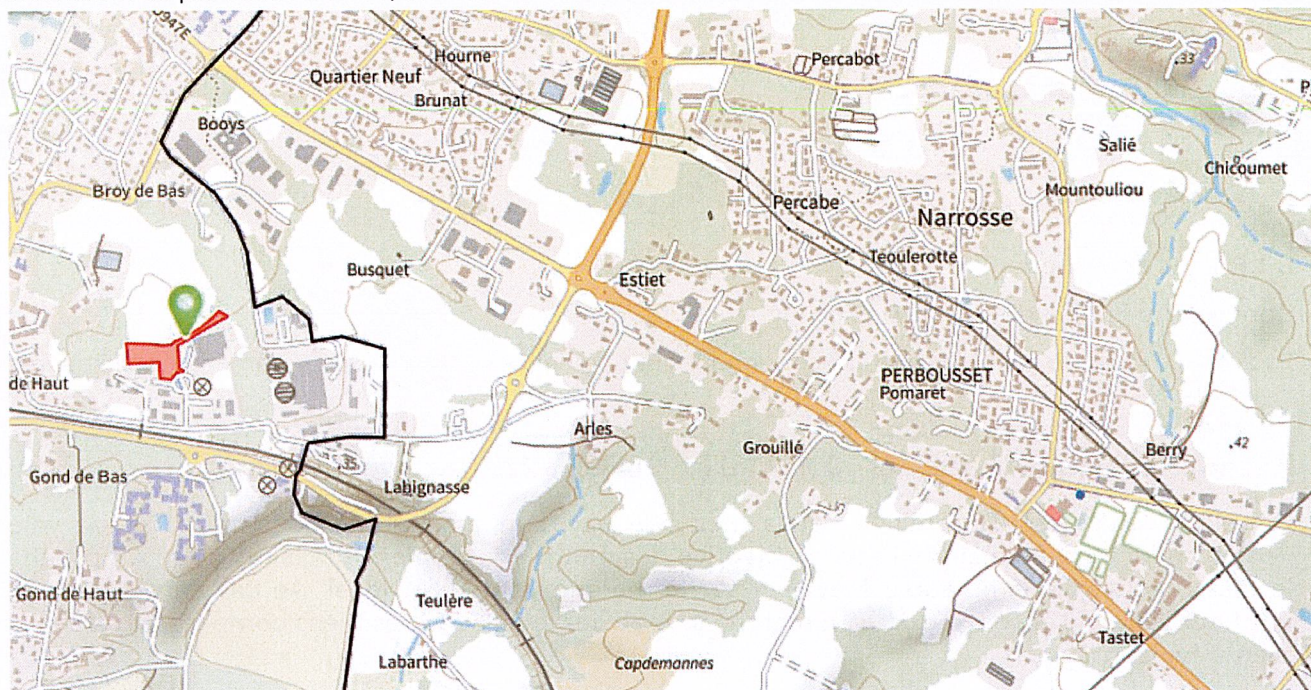 D947E
Hourne
Quartier Neuf
Brunat
Percabot
.33
Booys
Salié
Chicoumet
Broy de Bas
Mountouliou
Percabe
Narrosse
Teoulerotte
Busquet
Estiet
de Haut
PERBOUSSET
Pomaret
Arles
Grouillé
.42
Berry
.35
Gond de Bas
Labignasse
Gond de Haut
Teulère
Tastet
Labarthe
Capdemannes